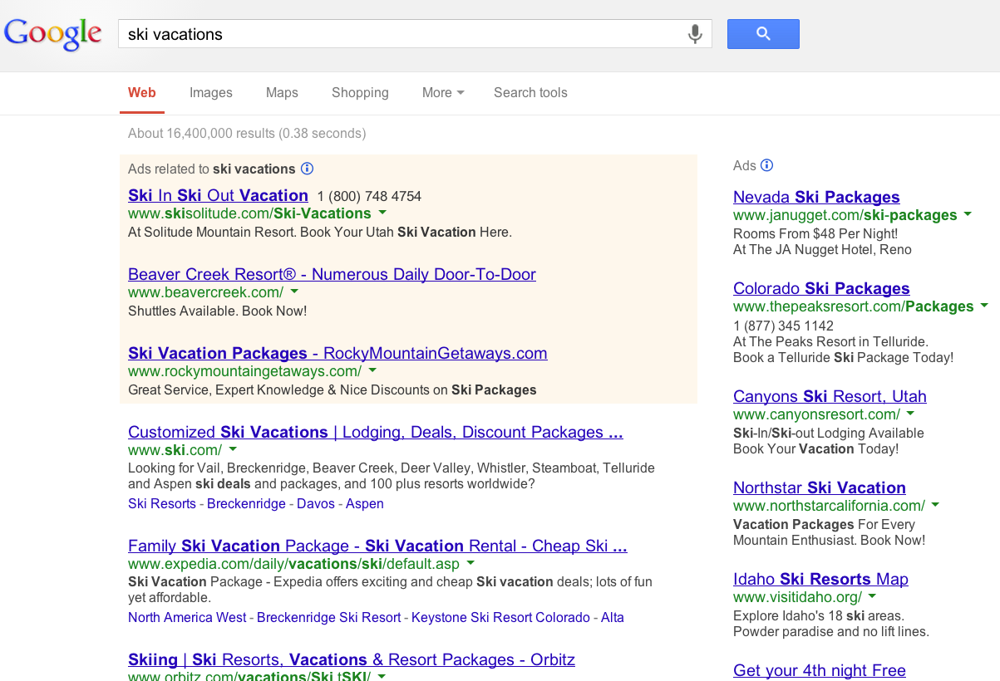 Google
ski vacations
Web Images Maps Shopping More Search tools
About 16,400,000 results (0.38 seconds)
Ads related to ski vacations
Ski In Ski Out Vacation 1 (800) 748 4754
www.skisolitude.com/Ski-Vacations
At Solitude Mountain Resort. Book Your Utah Ski Vacation Here.
Beaver Creek Resort® - Numerous Daily Door-To-Door
www.beavercreek.com/
Shuttles Available. Book Now!
Ski Vacation Packages - RockyMountainGetaways.com
www.rockymountaingetaways.com/
Great Service, Expert Knowledge & Nice Discounts on Ski Packages
Customized Ski Vacations | Lodging, Deals, Discount Packages ...
www.ski.com/
Looking for Vail, Breckenridge, Beaver Creek, Deer Valley, Whistler, Steamboat, Telluride
and Aspen ski deals and packages, and 100 plus resorts worldwide?
Ski Resorts - Breckenridge - Davos - Aspen
Family Ski Vacation Package - Ski Vacation Rental - Cheap Ski ...
www.expedia.com/daily/vacations/ski/default.asp
Ski Vacation Package - Expedia offers exciting and cheap Ski vacation deals; lots of fun
yet affordable.
North America West - Breckenridge Ski Resort - Keystone Ski Resort Colorado - Alta
Skiing | Ski Resorts, Vacations & Resort Packages - Orbitz
www.orbitz.com/vacations/Ski.tSKI/
Ads
Nevada Ski Packages
www.janugget.com/ski-packages
Rooms From $48 Per Night!
At The JA Nugget Hotel, Reno
Colorado Ski Packages
www.thepeaksresort.com/Packages
1 (877) 345 1142
At The Peaks Resort in Telluride.
Book a Telluride Ski Package Today!
Canyons Ski Resort, Utah
www.canyonsresort.com/
Ski-In/Ski-out Lodging Available
Book Your Vacation Today!
Northstar Ski Vacation
www.northstarcalifornia.com/
Vacation Packages For Every
Mountain Enthusiast. Book Now!
Idaho Ski Resorts Map
www.visitidaho.org/
Explore Idaho's 18 ski areas.
Powder paradise and no lift lines.
Get your 4th night Free